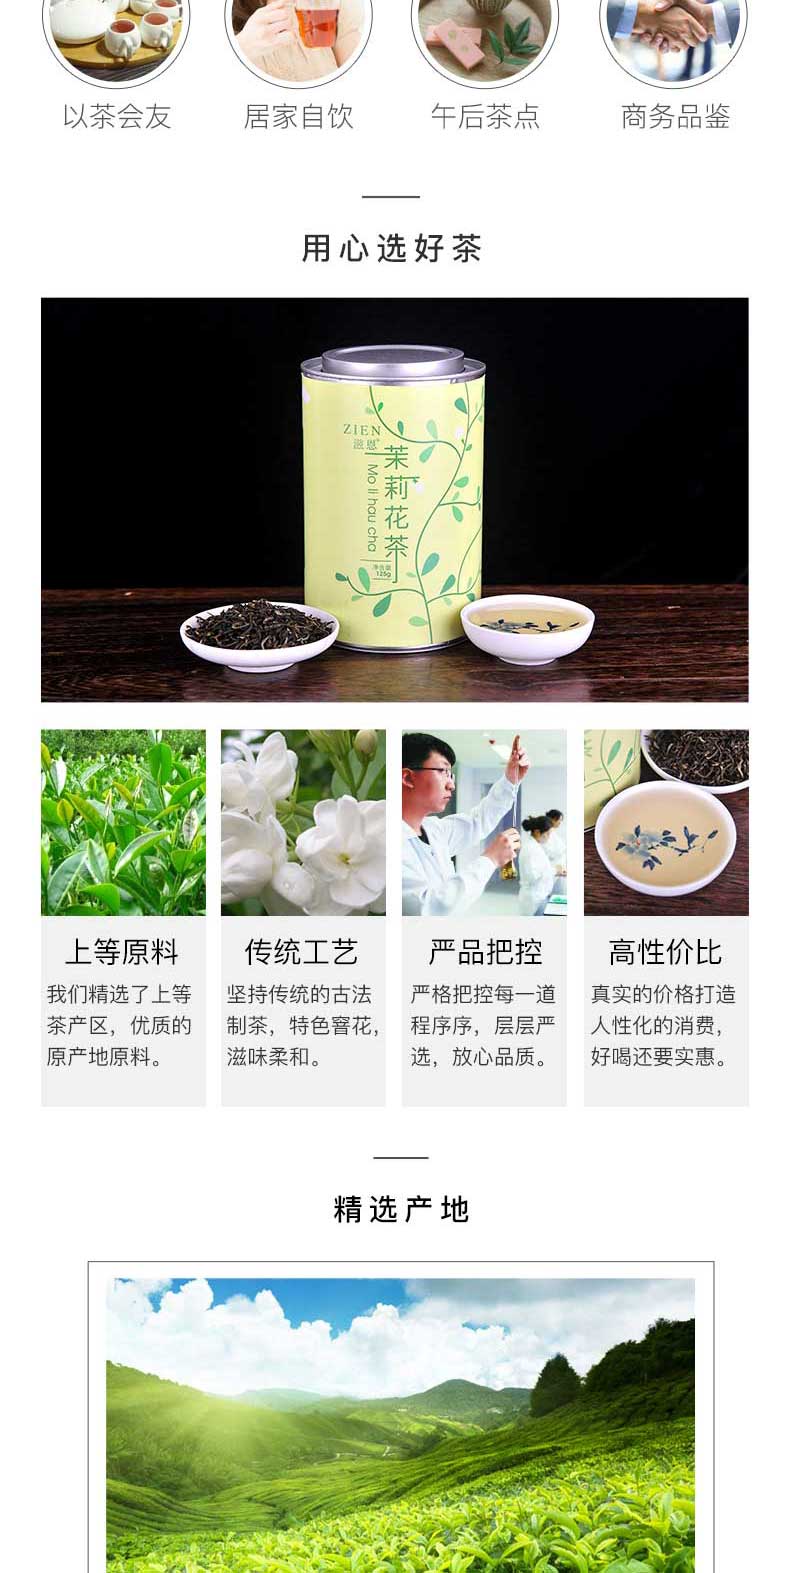 以茶会友
居家自饮
午后茶点
商务品鉴
用心选好茶
ZIEN
滋恩
茉莉花茶
Mo li hau cha
净含量
125g
上等原料
我们精选了上等
茶产区，优质的
原产地原料。
传统工艺
坚持传统的古法
制茶，特色窨花，
滋味柔和。
严品把控
严格把控每一道
程序序，层层严
选，放心品质。
高性价比
真实的价格打造
人性化的消费，
好喝还要实惠。
精选产地